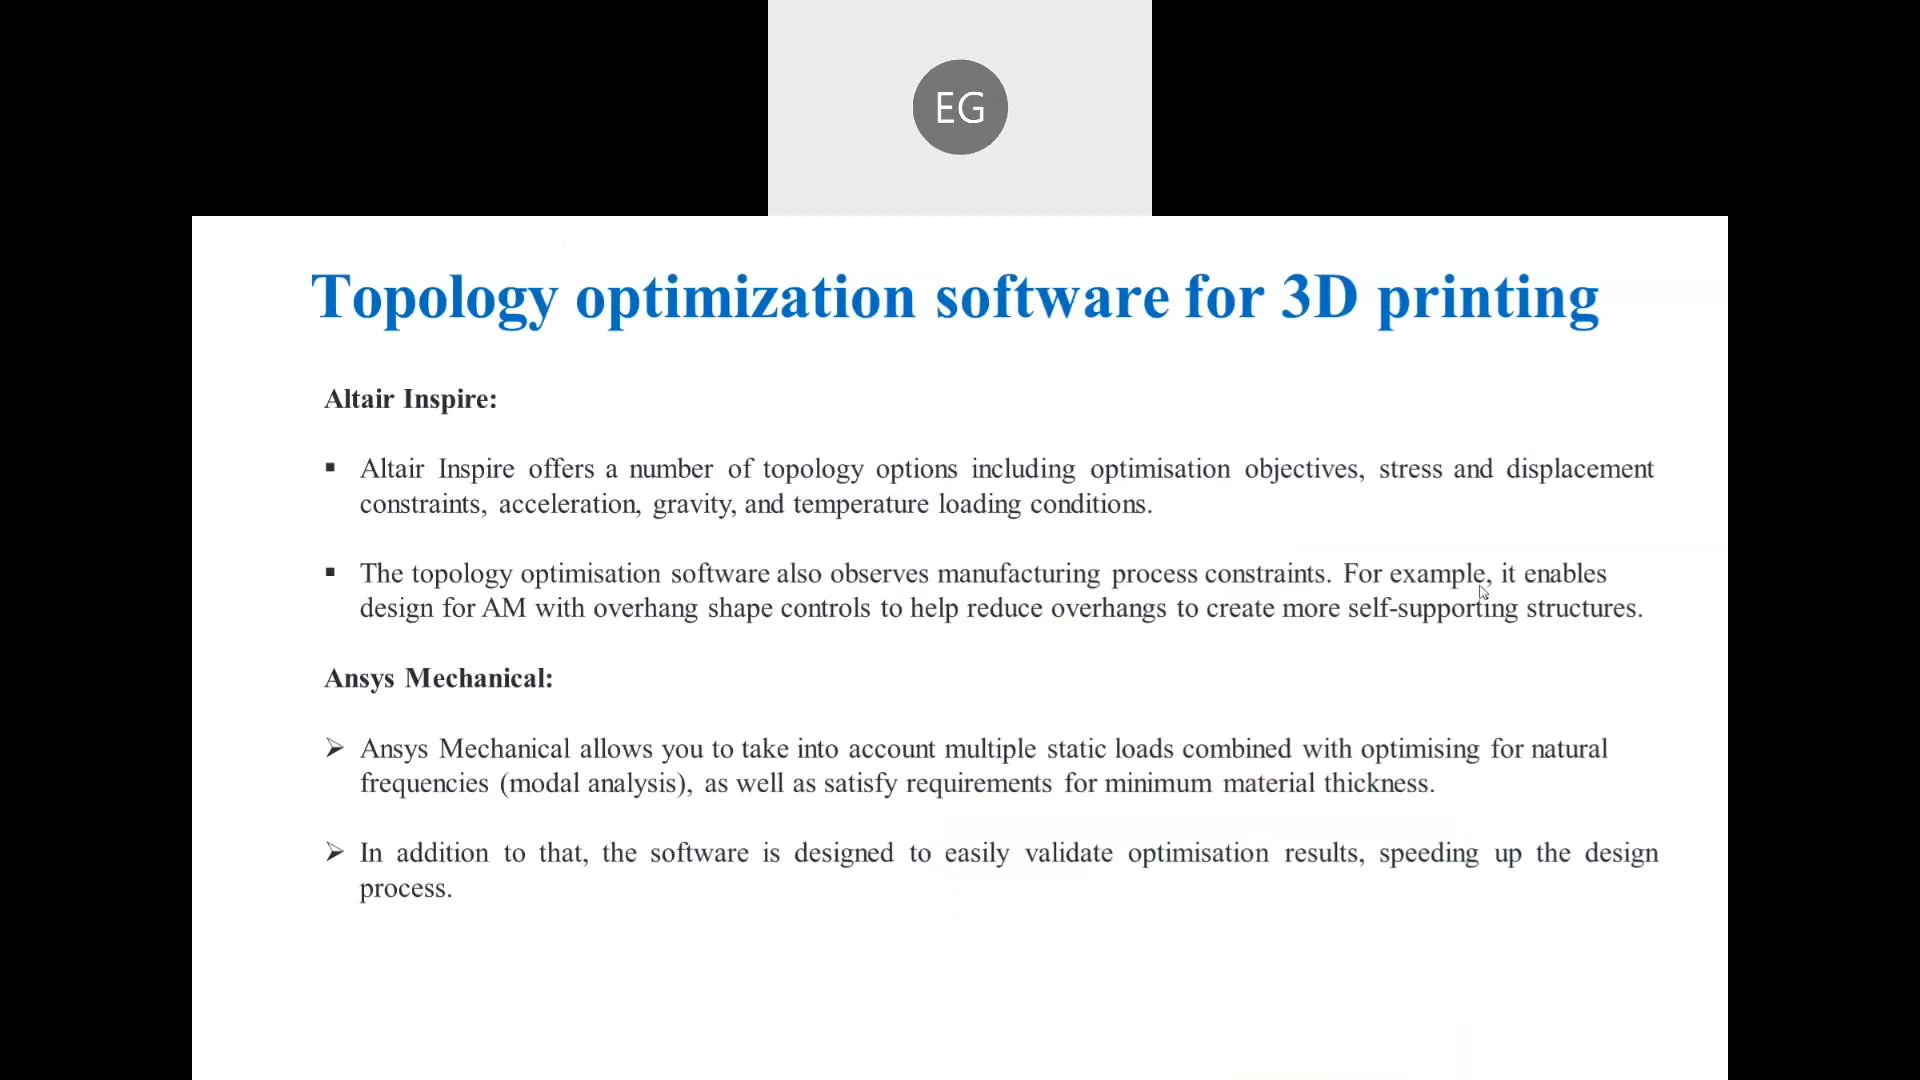 EG
Topology optimization software for 3D printing
Altair Inspire:
▪ Altair Inspire offers a number of topology options including optimisation objectives, stress and displacement
constraints, acceleration, gravity, and temperature loading conditions.
▪ The topology optimisation software also observes manufacturing process constraints. For example, it enables
design for AM with overhang shape controls to help reduce overhangs to create more self-supporting structures.
Ansys Mechanical:
➢ Ansys Mechanical allows you to take into account multiple static loads combined with optimising for natural
frequencies (modal analysis), as well as satisfy requirements for minimum material thickness.
➢ In addition to that, the software is designed to easily validate optimisation results, speeding up the design
process.